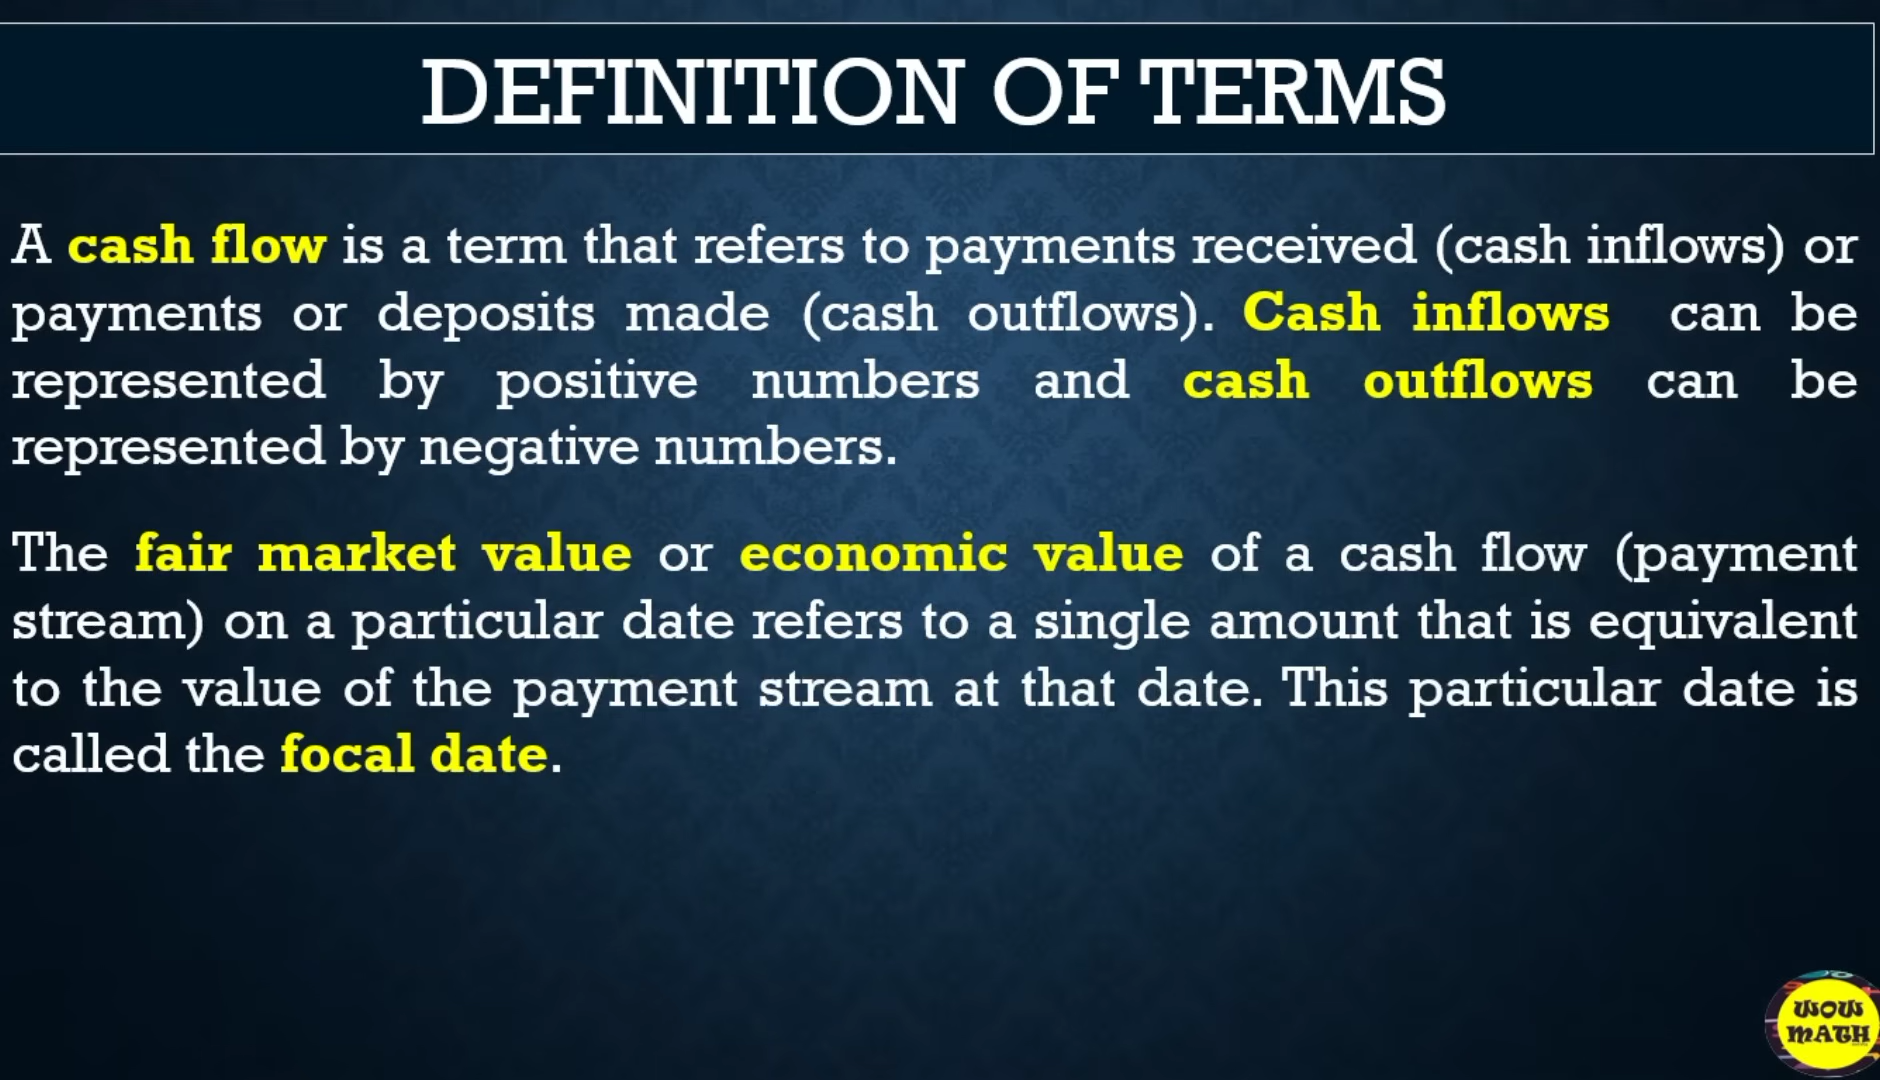 DEFINITION OF TERMS
A cash flow is a term that refers to payments received (cash inflows) or
payments or deposits made (cash outflows). Cash inflows can be
represented by positive numbers and cash outflows can be
represented by negative numbers.
The fair market value or economic value of a cash flow (payment
stream) on a particular date refers to a single amount that is equivalent
to the value of the payment stream at that date. This particular date is
called the focal date.
WOW
MATH